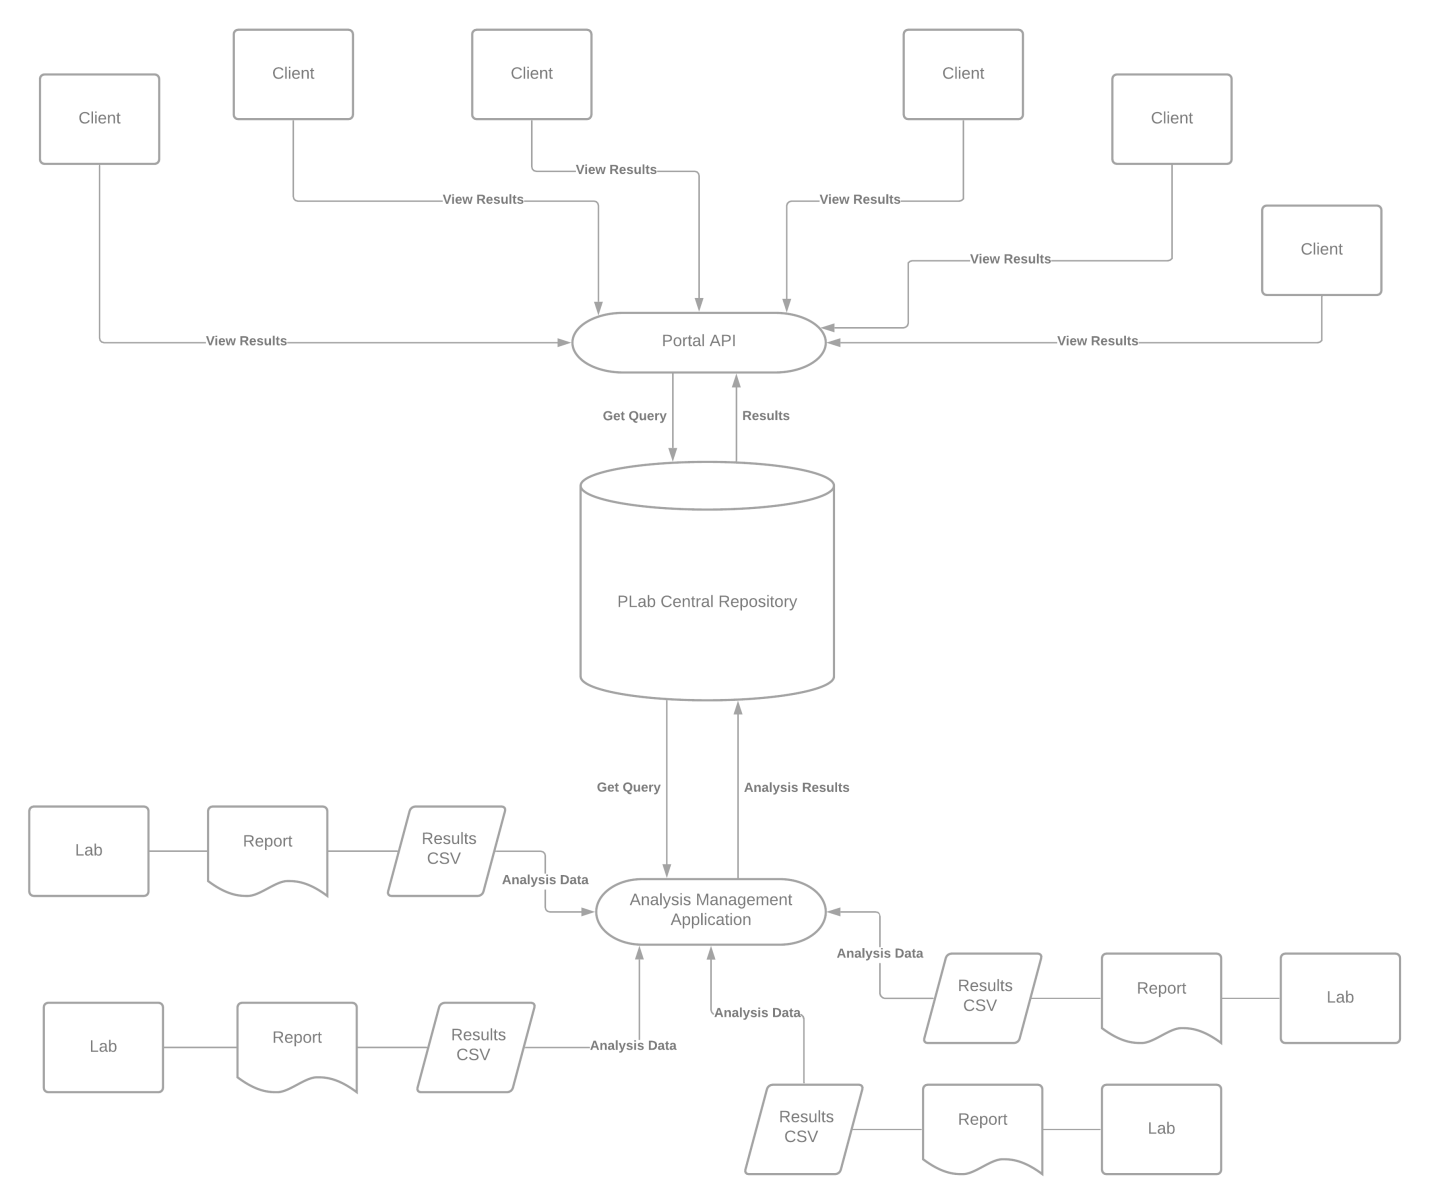 Client
Client
Client
Client
Client
View Results
View Results
View Results
Client
View Results
View Results
Portal API
View Results
Get Query
Results
PLab Central Repository
Get Query
Analysis Results
Lab
Report
Results
CSV
Analysis Data
Analysis Management
Application
Analysis Data
Results
CSV
Report
Lab
Analysis Data
Lab
Report
Results
CSV
Analysis Data
Results
CSV
Report
Lab